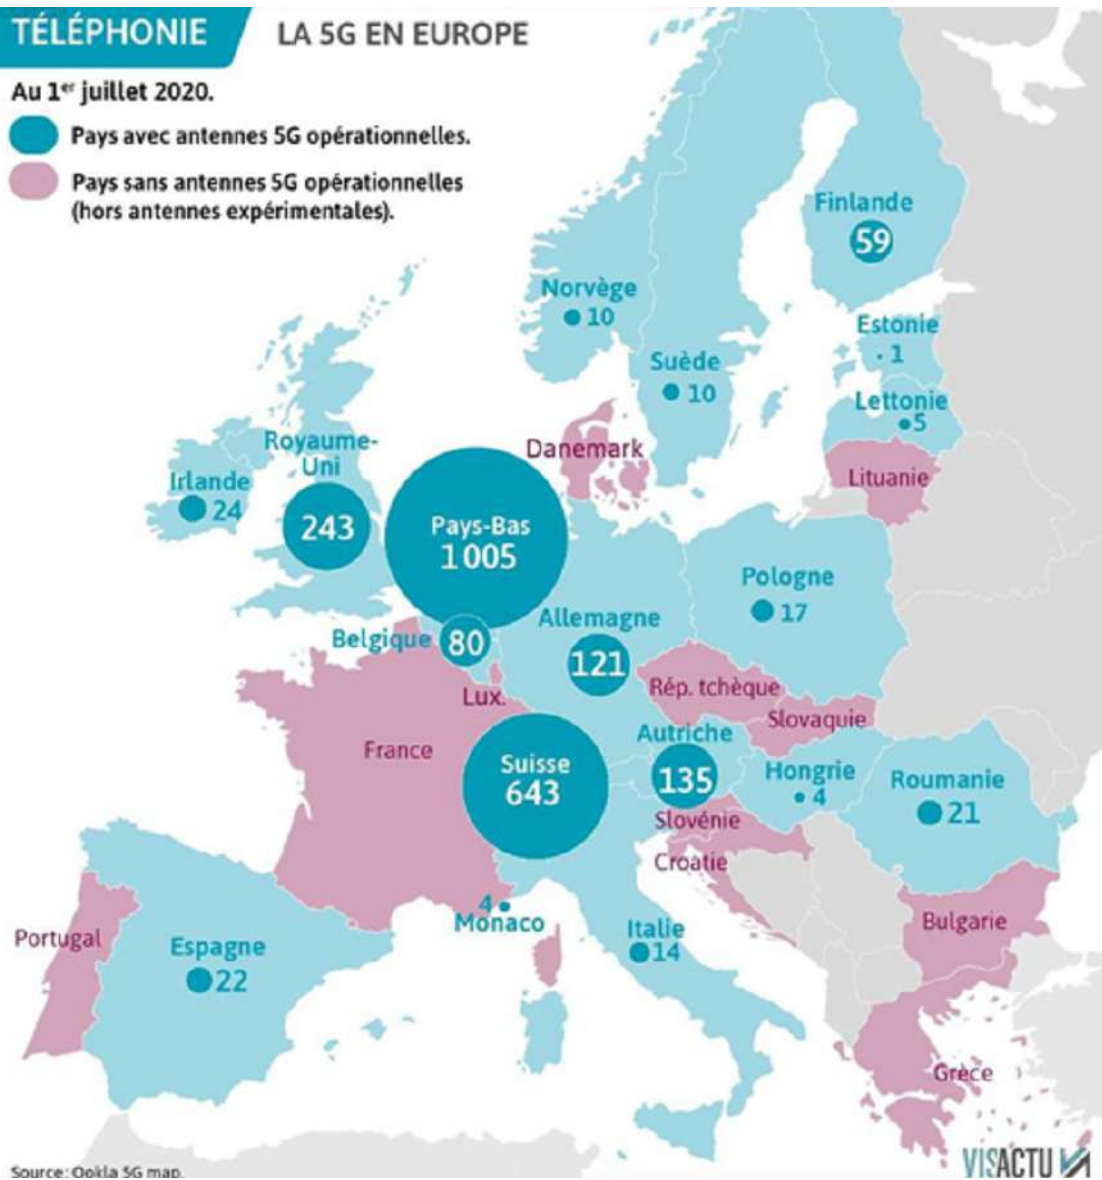 TÉLÉPHONIE
LA 5G EN EUROPE
Au 1er juillet 2020.
Pays avec antennes 5G opérationnelles.
Pays sans antennes 5G opérationnelles
(hors antennes expérimentales).
Finlande
59
Norvège
10
Estonie
1
Suède
10
Lettonie
5
Danemark
Lituanie
Royaume-
Uni
243
Irlande
24
Pays-Bas
1005
Pologne
17
Allemagne
121
Belgique
80
Rép. tchèque
Lux.
Slovaquie
France
Autriche
135
Suisse
643
Hongrie
4
Roumanie
21
Slovénie
Croatie
4
Monaco
Bulgarie
Italie
14
Portugal
Espagne
22
Grèce
Source: Ookla 5G map.
VISACTU